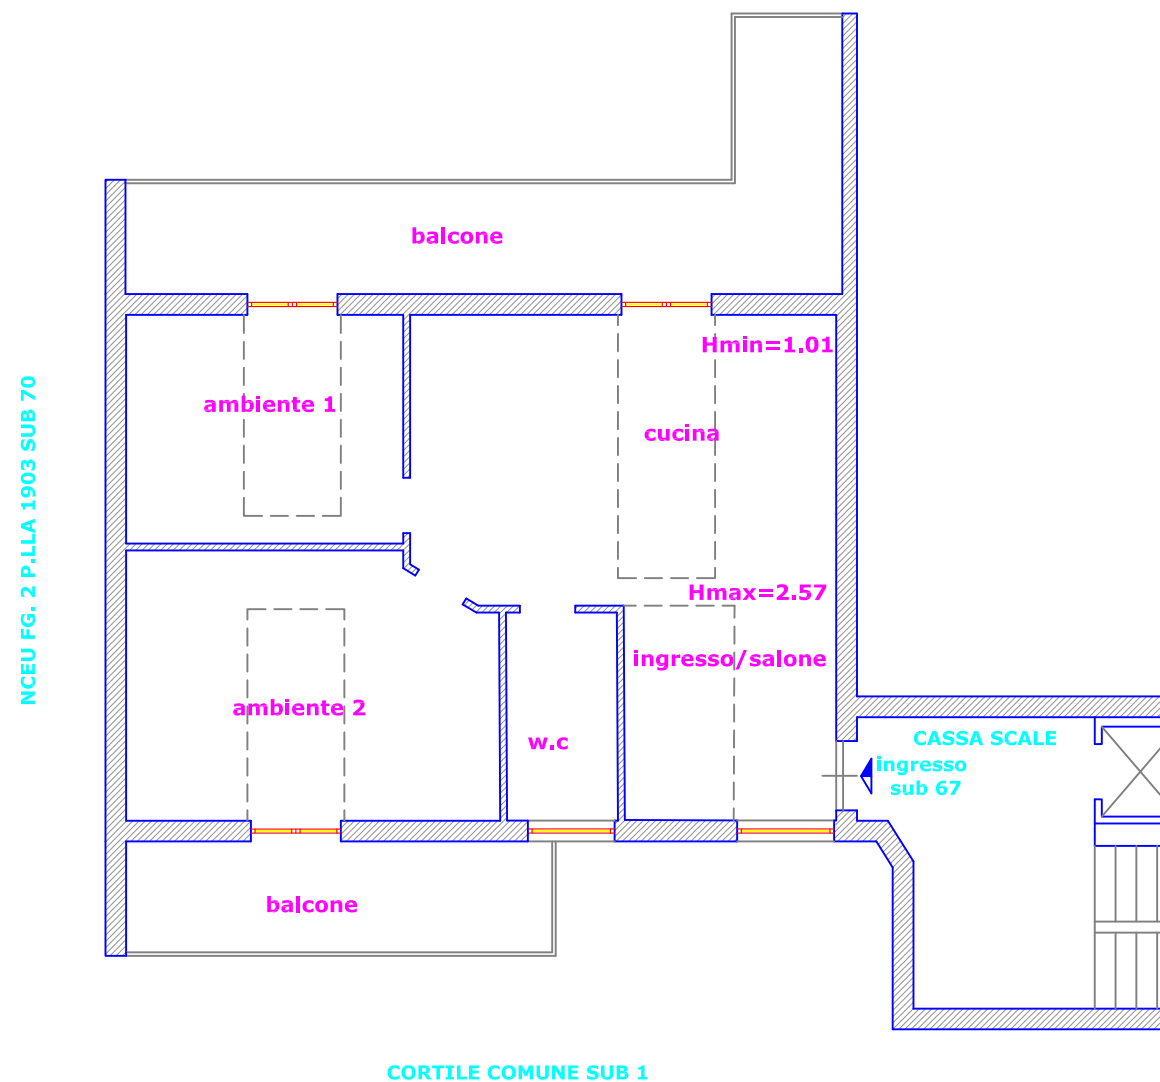 balcone
Hmin=1.01
ambiente 1
cucina
NCEU FG. 2 P.LLA 1903 SUB 70
Hmax=2.57
ingresso/salone
ambiente 2
w.c
CASSA SCALE
ingresso
sub 67
balcone
CORTILE COMUNE SUB 1